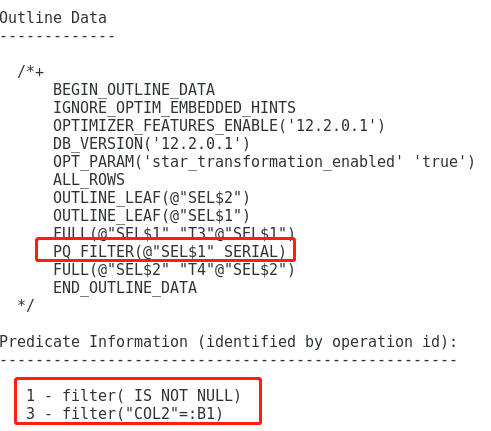 Outline Data
-------------
/*+
BEGIN_OUTLINE_DATA
IGNORE_OPTIM_EMBEDDED_HINTS
OPTIMIZER_FEATURES_ENABLE('12.2.0.1')
DB_VERSION('12.2.0.1')
OPT_PARAM('star_transformation_enabled' 'true')
ALL_ROWS
OUTLINE_LEAF(@"SEL$2")
OUTLINE_LEAF(@"SEL$1")
FULL(@"SEL$1" "T3"@"SEL$1")
PQ_FILTER(@"SEL$1" SERIAL)
FULL(@"SEL$2" "T4"@"SEL$2")
END_OUTLINE_DATA
*/
Predicate Information (identified by operation id):
---------------------------------------------------
1 - filter( IS NOT NULL)
3 - filter("COL2"=:B1)